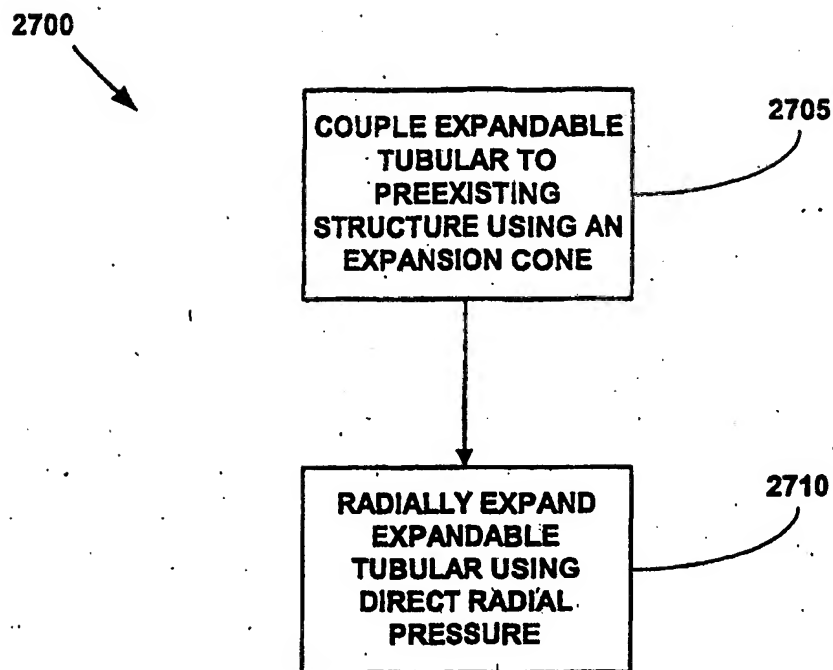 2700
COUPLE EXPANDABLE
TUBULAR TO
PREEXISTING
STRUCTURE USING AN
EXPANSION CONE
2705
RADIALLY EXPAND
EXPANDABLE
TUBULAR USING
DIRECT RADIAL
PRESSURE
2710